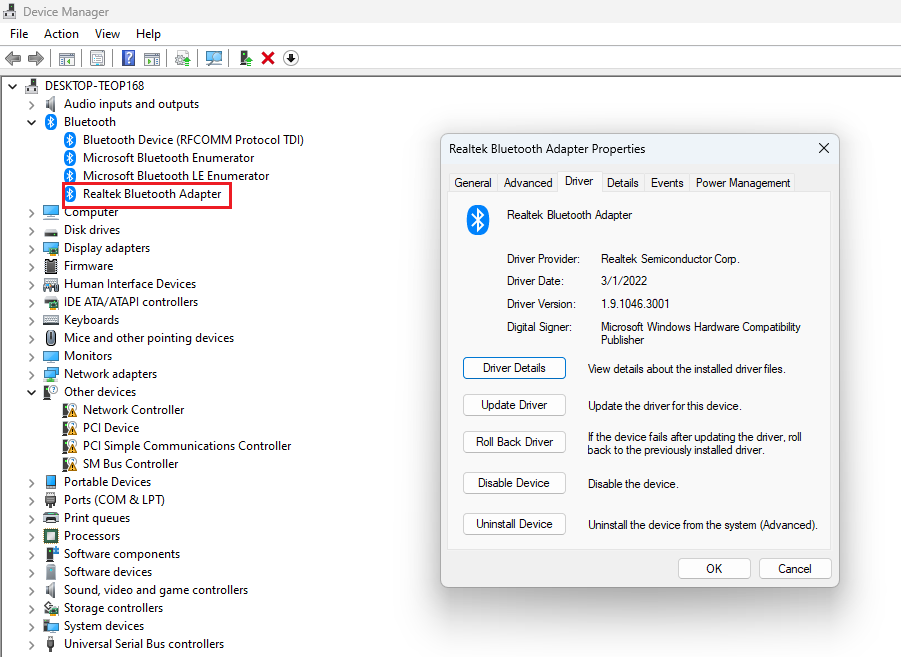 Device Manager
File Action View Help
DESKTOP-TEOP168
Audio inputs and outputs
Bluetooth
Bluetooth Device (RFCOMM Protocol TDI)
Microsoft Bluetooth Enumerator
Microsoft Bluetooth LE Enumerator
Realtek Bluetooth Adapter
Computer
Disk drives
Display adapters
Firmware
Human Interface Devices
IDE ATA/ATAPI controllers
Keyboards
Mice and other pointing devices
Monitors
Network adapters
Other devices
Network Controller
PCI Device
PCI Simple Communications Controller
SM Bus Controller
Portable Devices
Ports (COM & LPT)
Print queues
Processors
Software components
Software devices
Sound, video and game controllers
Storage controllers
System devices
Universal Serial Bus controllers
Realtek Bluetooth Adapter Properties
General Advanced Driver Details Events Power Management
Realtek Bluetooth Adapter
Driver Provider: Realtek Semiconductor Corp.
Driver Date: 3/1/2022
Driver Version: 1.9.1046.3001
Digital Signer: Microsoft Windows Hardware Compatibility
Publisher
Driver Details View details about the installed driver files.
Update Driver Update the driver for this device.
Roll Back Driver If the device fails after updating the driver, roll
back to the previously installed driver.
Disable Device Disable the device.
Uninstall Device Uninstall the device from the system (Advanced).
OK Cancel